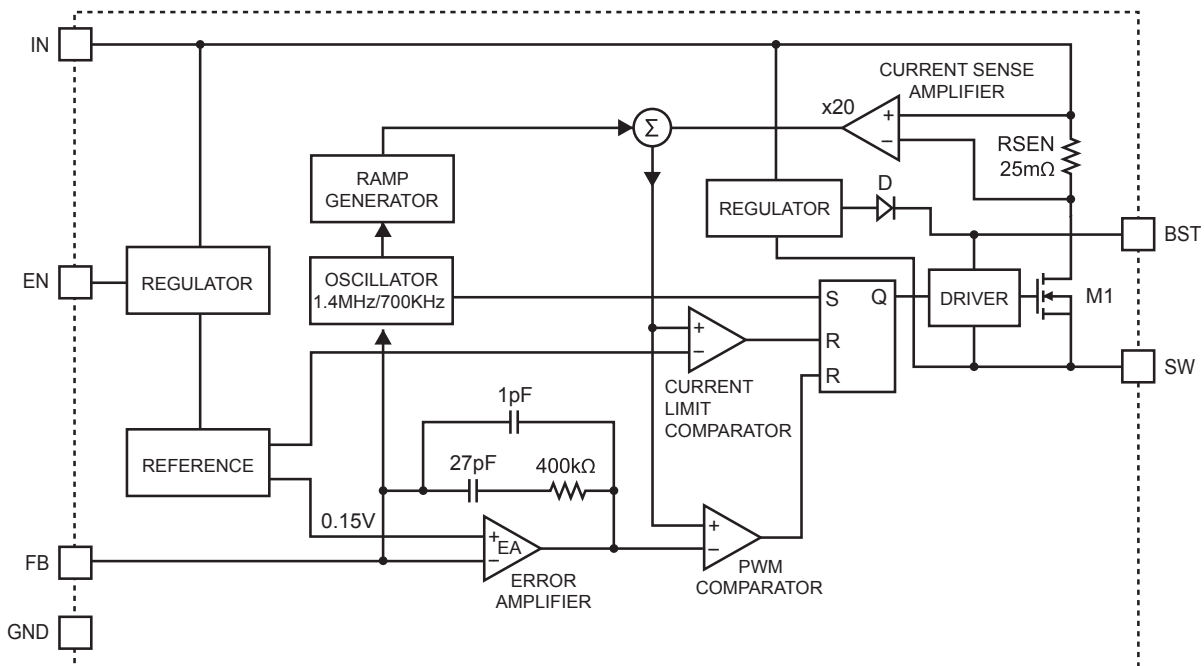 IN
CURRENT SENSE
AMPLIFIER
x20
+
−
Σ
RSEN
25mΩ
RAMP
GENERATOR
D
REGULATOR
BST
EN
REGULATOR
OSCILLATOR
1.4MHz/700KHz
S
Q
DRIVER
M1
+
−
R
R
SW
CURRENT
LIMIT
COMPARATOR
1pF
REFERENCE
27pF
400kΩ
0.15V
+
EA
−
+
−
FB
ERROR
AMPLIFIER
PWM
COMPARATOR
GND